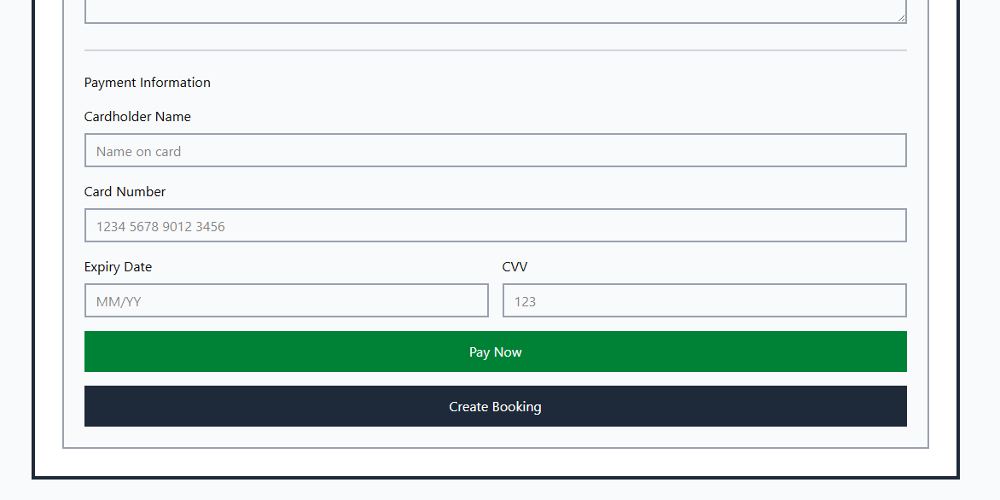 Payment Information
Cardholder Name
Name on card
Card Number
1234 5678 9012 3456
Expiry Date CVV
MM/YY 123
Pay Now
Create Booking